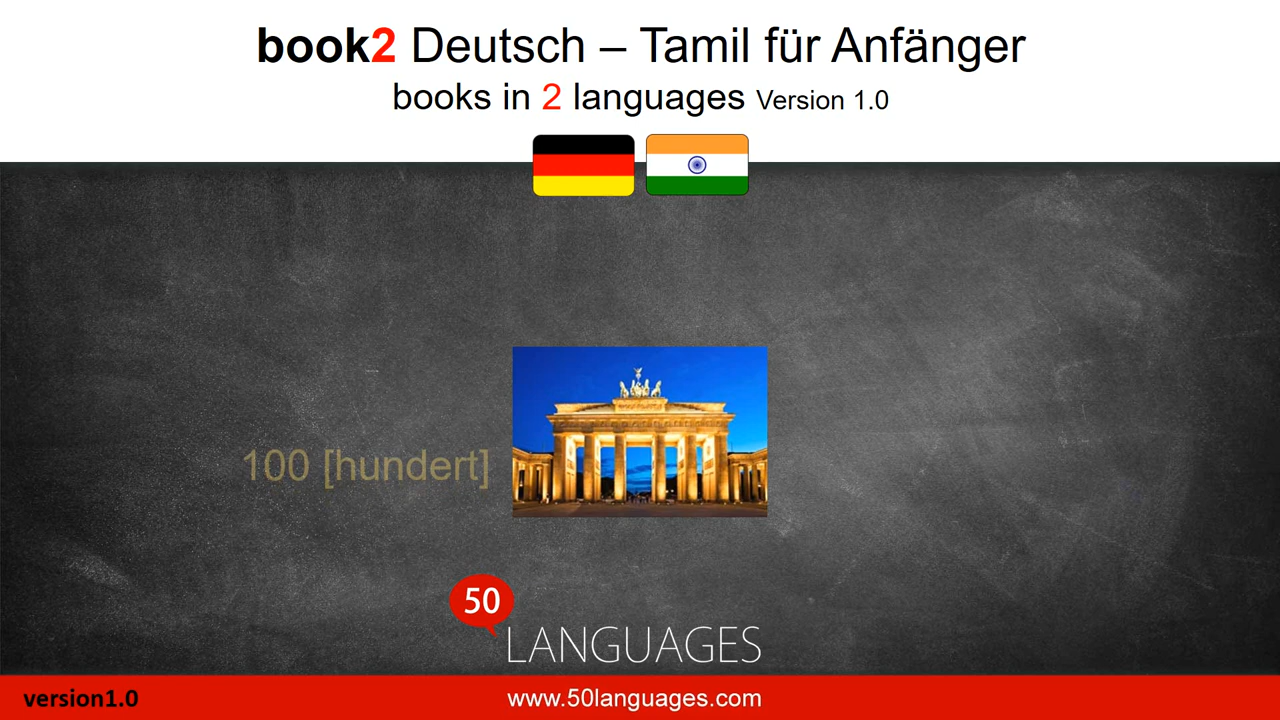 book2 Deutsch – Tamil für Anfänger
books in 2 languages Version 1.0
100 [hundert]
50
LANGUAGES
version1.0
www.50languages.com